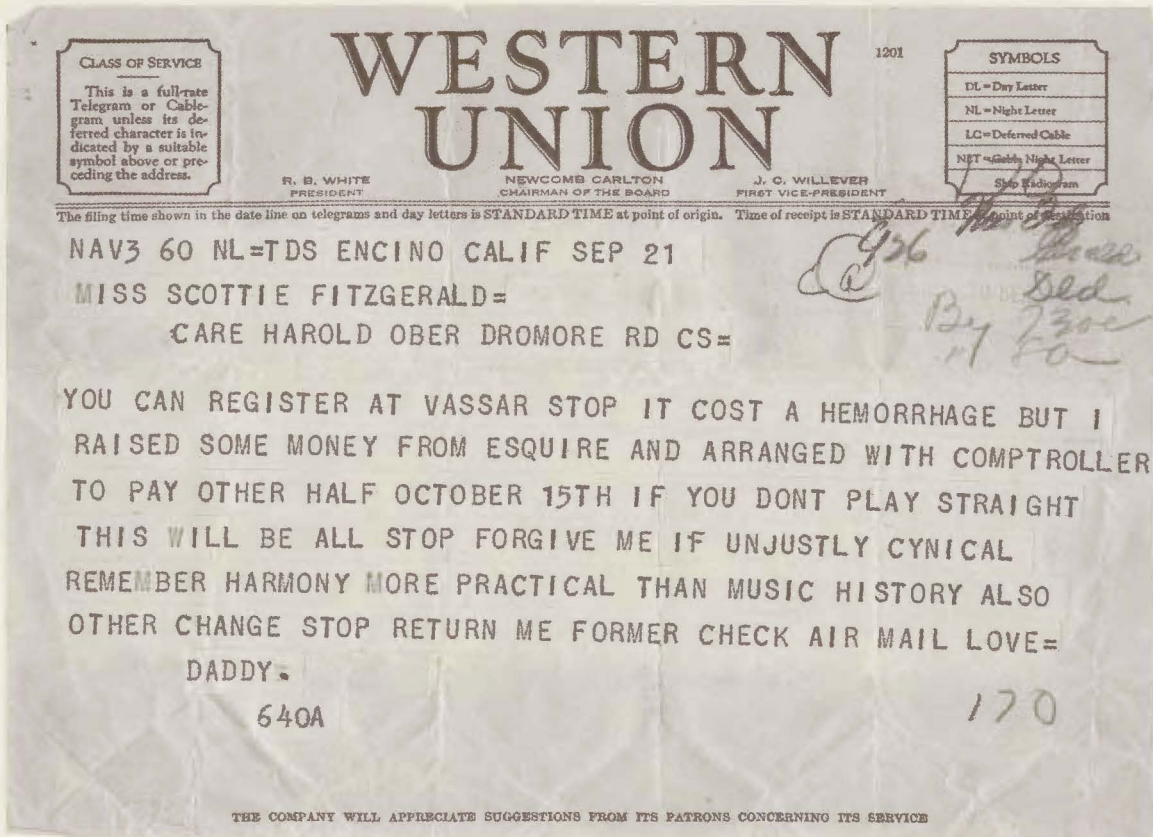 CLASS OF SERVICE
This is a full-rate
Telegram or Cable-
gram unless its de-
ferred character is in-
dicated by a suitable
symbol above or pre-
ceding the address.
WESTERN
UNION
1201
SYMBOLS
DL=Day Letter
NL=Night Letter
LC=Deferred Cable
NLT=Cable Night Letter
Ship Radiogram
R. B. WHITE
PRESIDENT
NEWCOMB CARLTON
CHAIRMAN OF THE BOARD
J. C. WILLEVER
FIRST VICE-PRESIDENT
The filing time shown in the date line on telegrams and day letters is STANDARD TIME at point of origin. Time of receipt is STANDARD TIME at point of destination
NAV3 60 NL=TDS ENCINO CALIF SEP 21
MISS SCOTTIE FITZGERALD=
CARE HAROLD OBER DROMORE RD CS=
926
Dld
By
YOU CAN REGISTER AT VASSAR STOP IT COST A HEMORRHAGE BUT I
RAISED SOME MONEY FROM ESQUIRE AND ARRANGED WITH COMPTROLLER
TO PAY OTHER HALF OCTOBER 15TH IF YOU DONT PLAY STRAIGHT
THIS WILL BE ALL STOP FORGIVE ME IF UNJUSTLY CYNICAL
REMEMBER HARMONY MORE PRACTICAL THAN MUSIC HISTORY ALSO
OTHER CHANGE STOP RETURN ME FORMER CHECK AIR MAIL LOVE=
DADDY.
640A
170
THE COMPANY WILL APPRECIATE SUGGESTIONS FROM ITS PATRONS CONCERNING ITS SERVICE